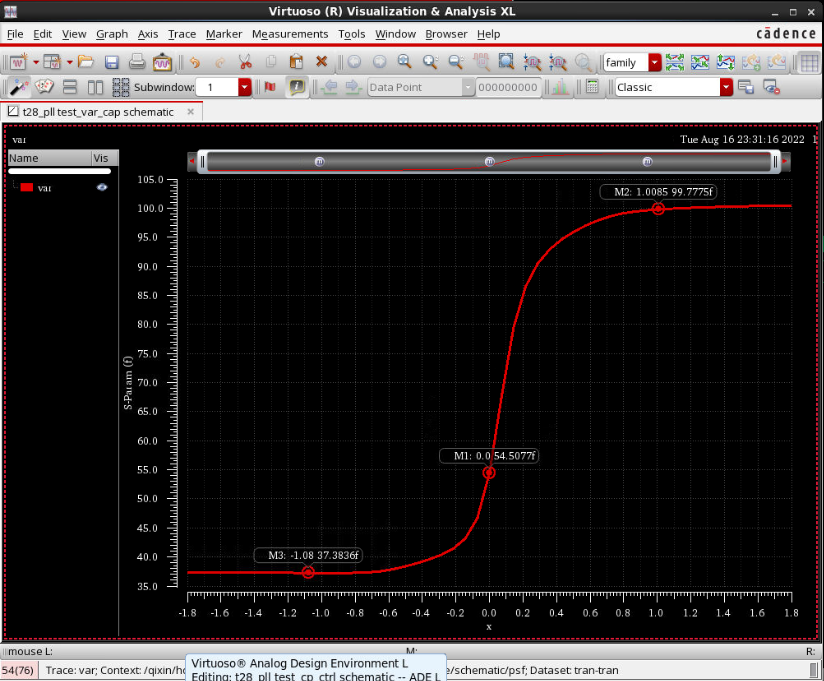 Virtuoso (R) Visualization & Analysis XL
File Edit View Graph Axis Trace Marker Measurements Tools Window Browser Help cādence
family
Subwindow: 1 Data Point 000000000 Classic
t28_pll test_var_cap schematic
var Tue Aug 16 23:31:16 2022 1
Name Vis
var
105.0
M2: 1.0085 99.7775f
100.0
95.0
90.0
85.0
80.0
75.0
70.0
S-Param (f)
65.0
60.0
M1: 0.0 54.5077f
55.0
50.0
45.0
M3: -1.08 37.3836f
40.0
35.0
-1.8 -1.6 -1.4 -1.2 -1.0 -0.8 -0.6 -0.4 -0.2 0.0 0.2 0.4 0.6 0.8 1.0 1.2 1.4 1.6 1.8
x
mouse L: M: R:
54(76) Trace: var; Context: /qixin/h e/schematic/psf; Dataset: tran-tran
Virtuoso® Analog Design Environment L
Editing: t28_pll test_cp_ctrl schematic -- ADE L